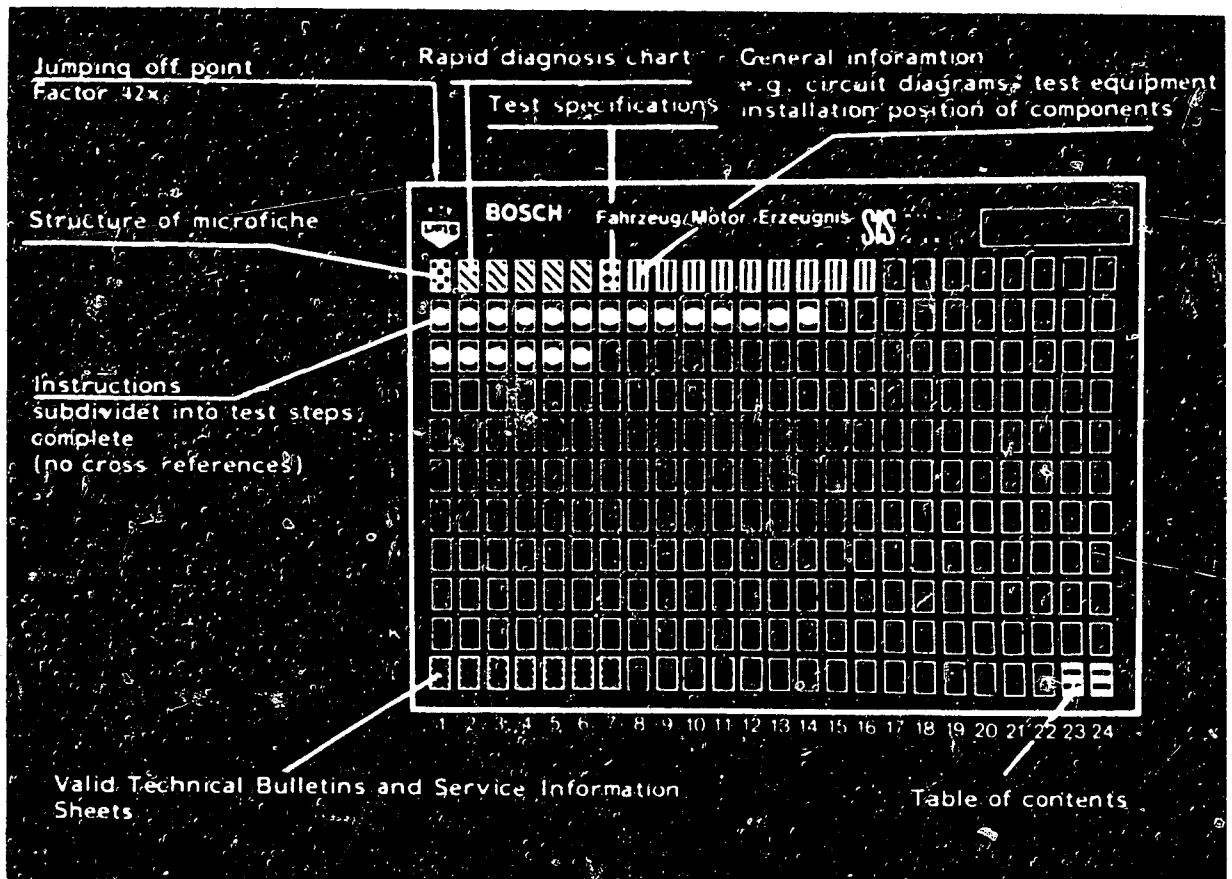 Jumping off point
Factor 42x
Rapid diagnosis chart
Test specifications
General inforamtion
e.g. circuit diagrams, test equipment
installation position of components
Structure of microfiche
BOSCH
Fahrzeug/Motor Erzeugnis
SIS
Instructions
subdividet into test steps,
complete
(no cross references)
1 2 3 4 5 6 7 8 9 10 11 12 13 14 15 16 17 18 19 20 21 22 23 24
Valid Technical Bulletins and Service Information
Sheets
Table of contents